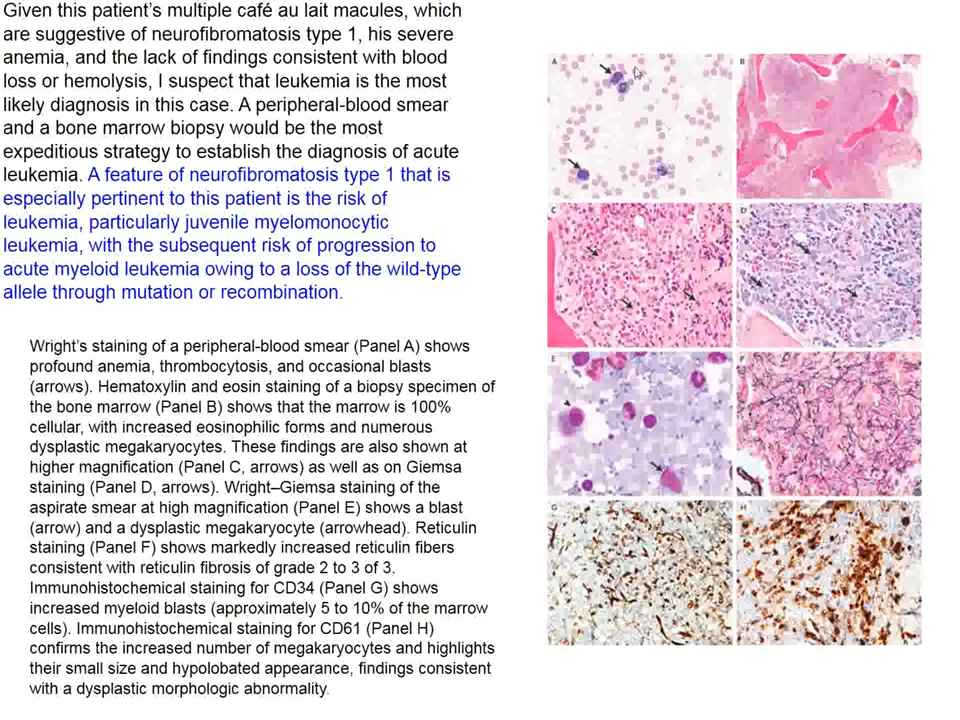 Given this patient's multiple café au lait macules, which
are suggestive of neurofibromatosis type 1, his severe
anemia, and the lack of findings consistent with blood
loss or hemolysis, I suspect that leukemia is the most
likely diagnosis in this case. A peripheral-blood smear
and a bone marrow biopsy would be the most
expeditious strategy to establish the diagnosis of acute
leukemia. A feature of neurofibromatosis type 1 that is
especially pertinent to this patient is the risk of
leukemia, particularly juvenile myelomonocytic
leukemia, with the subsequent risk of progression to
acute myeloid leukemia owing to a loss of the wild-type
allele through mutation or recombination.
Wright's staining of a peripheral-blood smear (Panel A) shows
profound anemia, thrombocytosis, and occasional blasts
(arrows). Hematoxylin and eosin staining of a biopsy specimen of
the bone marrow (Panel B) shows that the marrow is 100%
cellular, with increased eosinophilic forms and numerous
dysplastic megakaryocytes. These findings are also shown at
higher magnification (Panel C, arrows) as well as on Giemsa
staining (Panel D, arrows). Wright–Giemsa staining of the
aspirate smear at high magnification (Panel E) shows a blast
(arrow) and a dysplastic megakaryocyte (arrowhead). Reticulin
staining (Panel F) shows markedly increased reticulin fibers
consistent with reticulin fibrosis of grade 2 to 3 of 3.
Immunohistochemical staining for CD34 (Panel G) shows
increased myeloid blasts (approximately 5 to 10% of the marrow
cells). Immunohistochemical staining for CD61 (Panel H)
confirms the increased number of megakaryocytes and highlights
their small size and hypolobated appearance, findings consistent
with a dysplastic morphologic abnormality.
A
B
C
D
E
F
G
H